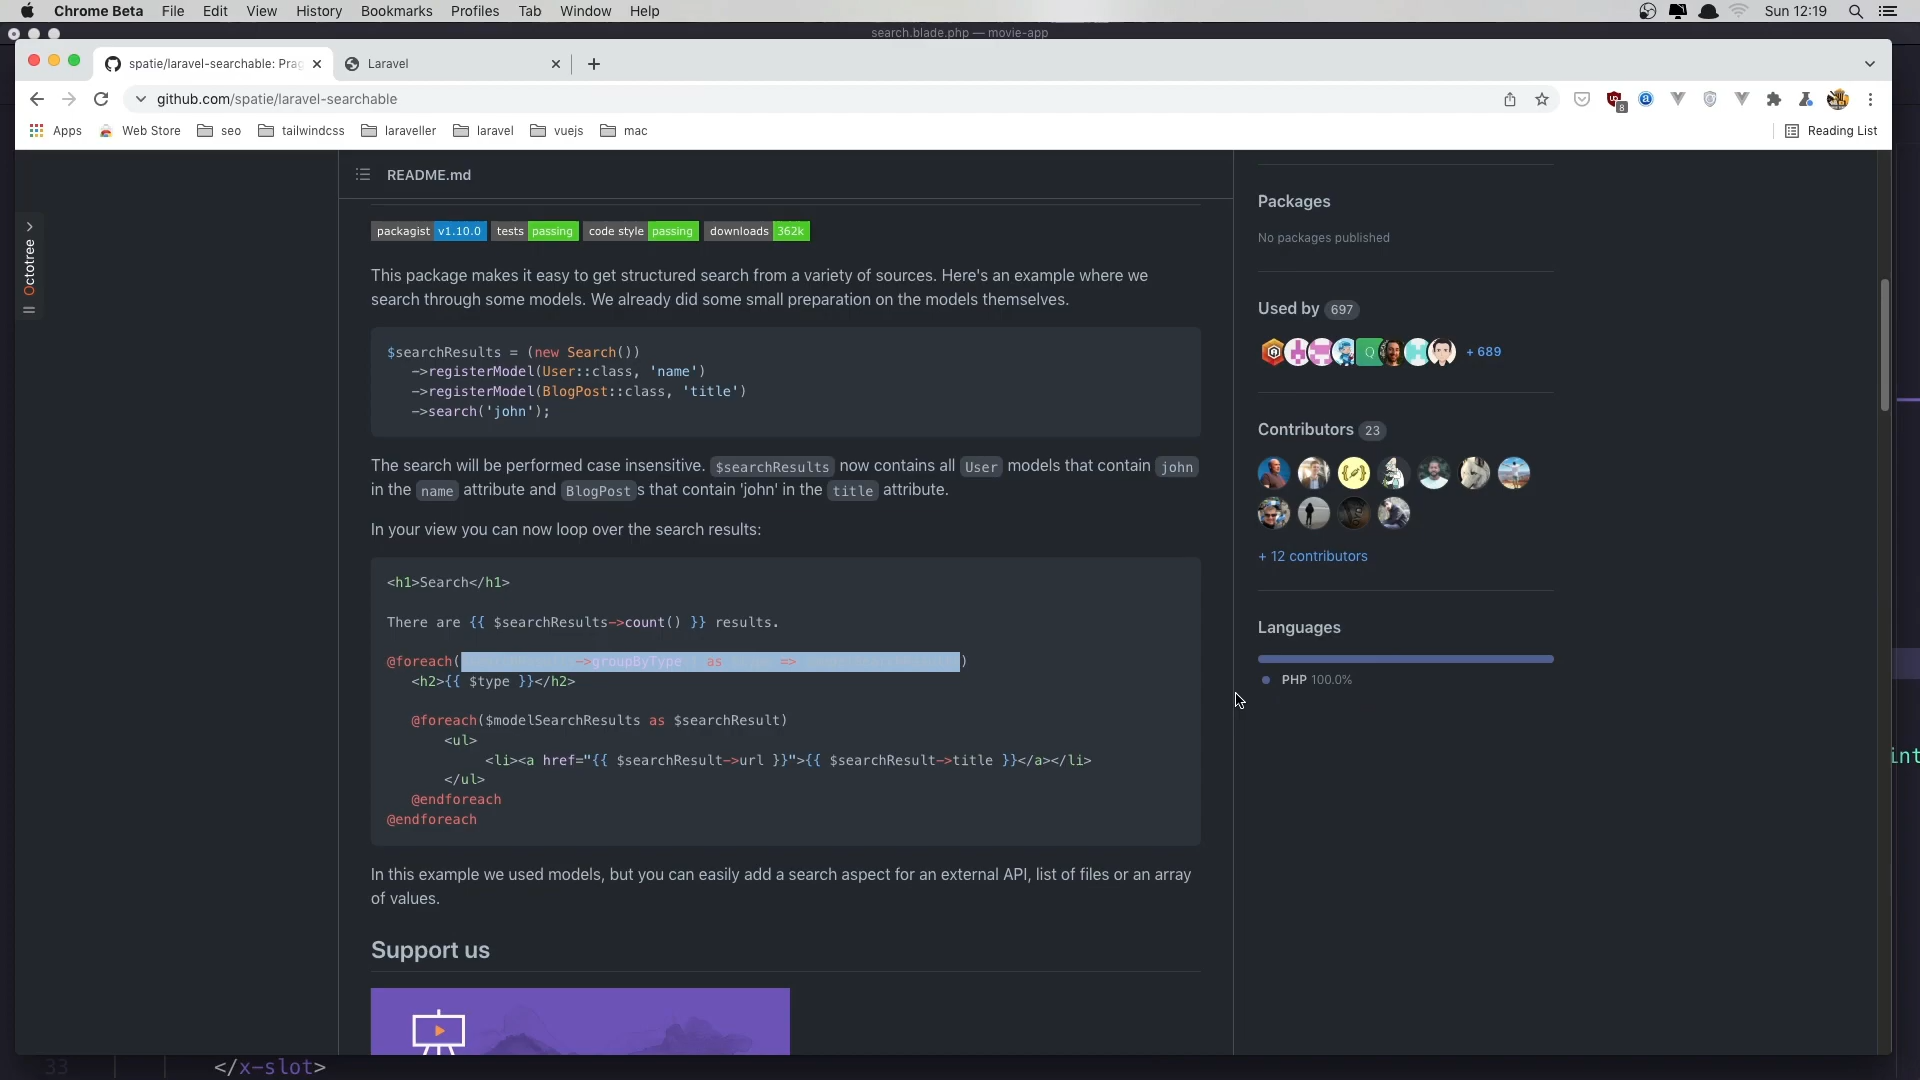 Chrome Beta File Edit View History Bookmarks Profiles Tab Window Help Sun 12:19
search.blade.php — movie-app
spatie/laravel-searchable: Prag Laravel
github.com/spatie/laravel-searchable 8
Apps Web Store seo tailwindcss laraveller laravel vuejs mac Reading List
Octotree
README.md
packagist v1.10.0 tests passing code style passing downloads 362k
This package makes it easy to get structured search from a variety of sources. Here's an example where we
search through some models. We already did some small preparation on the models themselves.
$searchResults = (new Search())
->registerModel(User::class, 'name')
->registerModel(BlogPost::class, 'title')
->search('john');
The search will be performed case insensitive. $searchResults now contains all User models that contain john
in the name attribute and BlogPost s that contain 'john' in the title attribute.
In your view you can now loop over the search results:
<h1>Search</h1>
There are {{ $searchResults->count() }} results.
@foreach( ->groupByType as => )
<h2>{{ $type }}</h2>
@foreach($modelSearchResults as $searchResult)
<ul>
<li><a href="{{ $searchResult->url }}">{{ $searchResult->title }}</a></li>
</ul>
@endforeach
@endforeach
In this example we used models, but you can easily add a search aspect for an external API, list of files or an array
of values.
Support us
Packages
No packages published
Used by 697
Q
+ 689
Contributors 23
+ 12 contributors
Languages
PHP 100.0%
int
33 </x-slot>